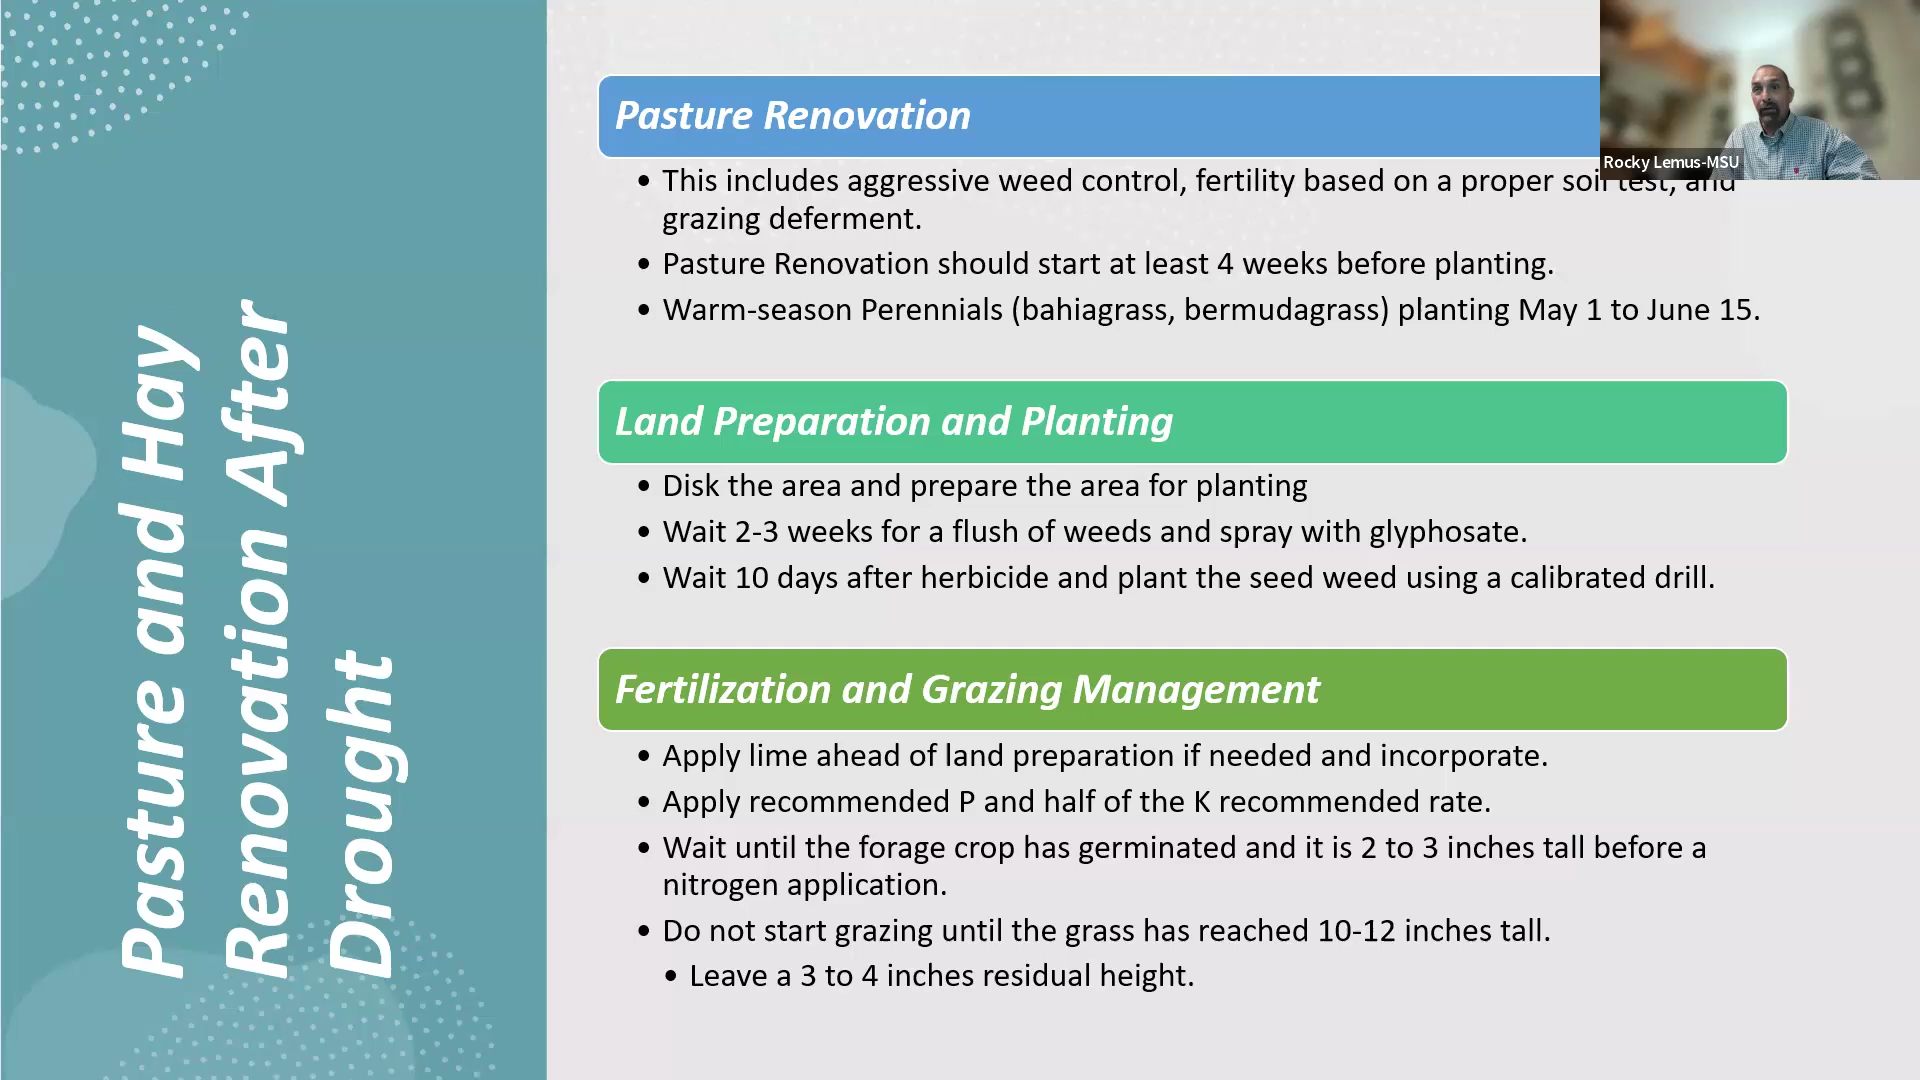 Pasture and Hay
Renovation After
Drought
Pasture Renovation
Rocky Lemus-MSU
• This includes aggressive weed control, fertility based on a proper soil test, and
grazing deferment.
• Pasture Renovation should start at least 4 weeks before planting.
• Warm-season Perennials (bahiagrass, bermudagrass) planting May 1 to June 15.
Land Preparation and Planting
• Disk the area and prepare the area for planting
• Wait 2-3 weeks for a flush of weeds and spray with glyphosate.
• Wait 10 days after herbicide and plant the seed weed using a calibrated drill.
Fertilization and Grazing Management
• Apply lime ahead of land preparation if needed and incorporate.
• Apply recommended P and half of the K recommended rate.
• Wait until the forage crop has germinated and it is 2 to 3 inches tall before a
nitrogen application.
• Do not start grazing until the grass has reached 10-12 inches tall.
• Leave a 3 to 4 inches residual height.